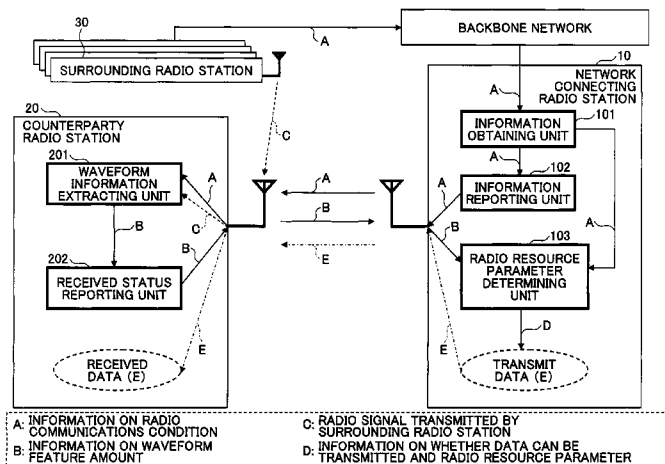 30
SURROUNDING RADIO STATION
A
BACKBONE NETWORK
10
NETWORK
CONNECTING
RADIO STATION
A
101
INFORMATION
OBTAINING UNIT
A
102
INFORMATION
REPORTING UNIT
A
A
B
103
RADIO RESOURCE
PARAMETER
DETERMINING
UNIT
D
E
TRANSMIT
DATA (E)
20
COUNTERPARTY
RADIO STATION
201
WAVEFORM
INFORMATION
EXTRACTING UNIT
A
C
C
B
202
RECEIVED STATUS
REPORTING UNIT
B
E
RECEIVED
DATA (E)
A
B
E
A: INFORMATION ON RADIO
COMMUNICATIONS CONDITION
B: INFORMATION ON WAVEFORM
FEATURE AMOUNT
C: RADIO SIGNAL TRANSMITTED BY
SURROUNDING RADIO STATION
D: INFORMATION ON WHETHER DATA CAN BE
TRANSMITTED AND RADIO RESOURCE PARAMETER